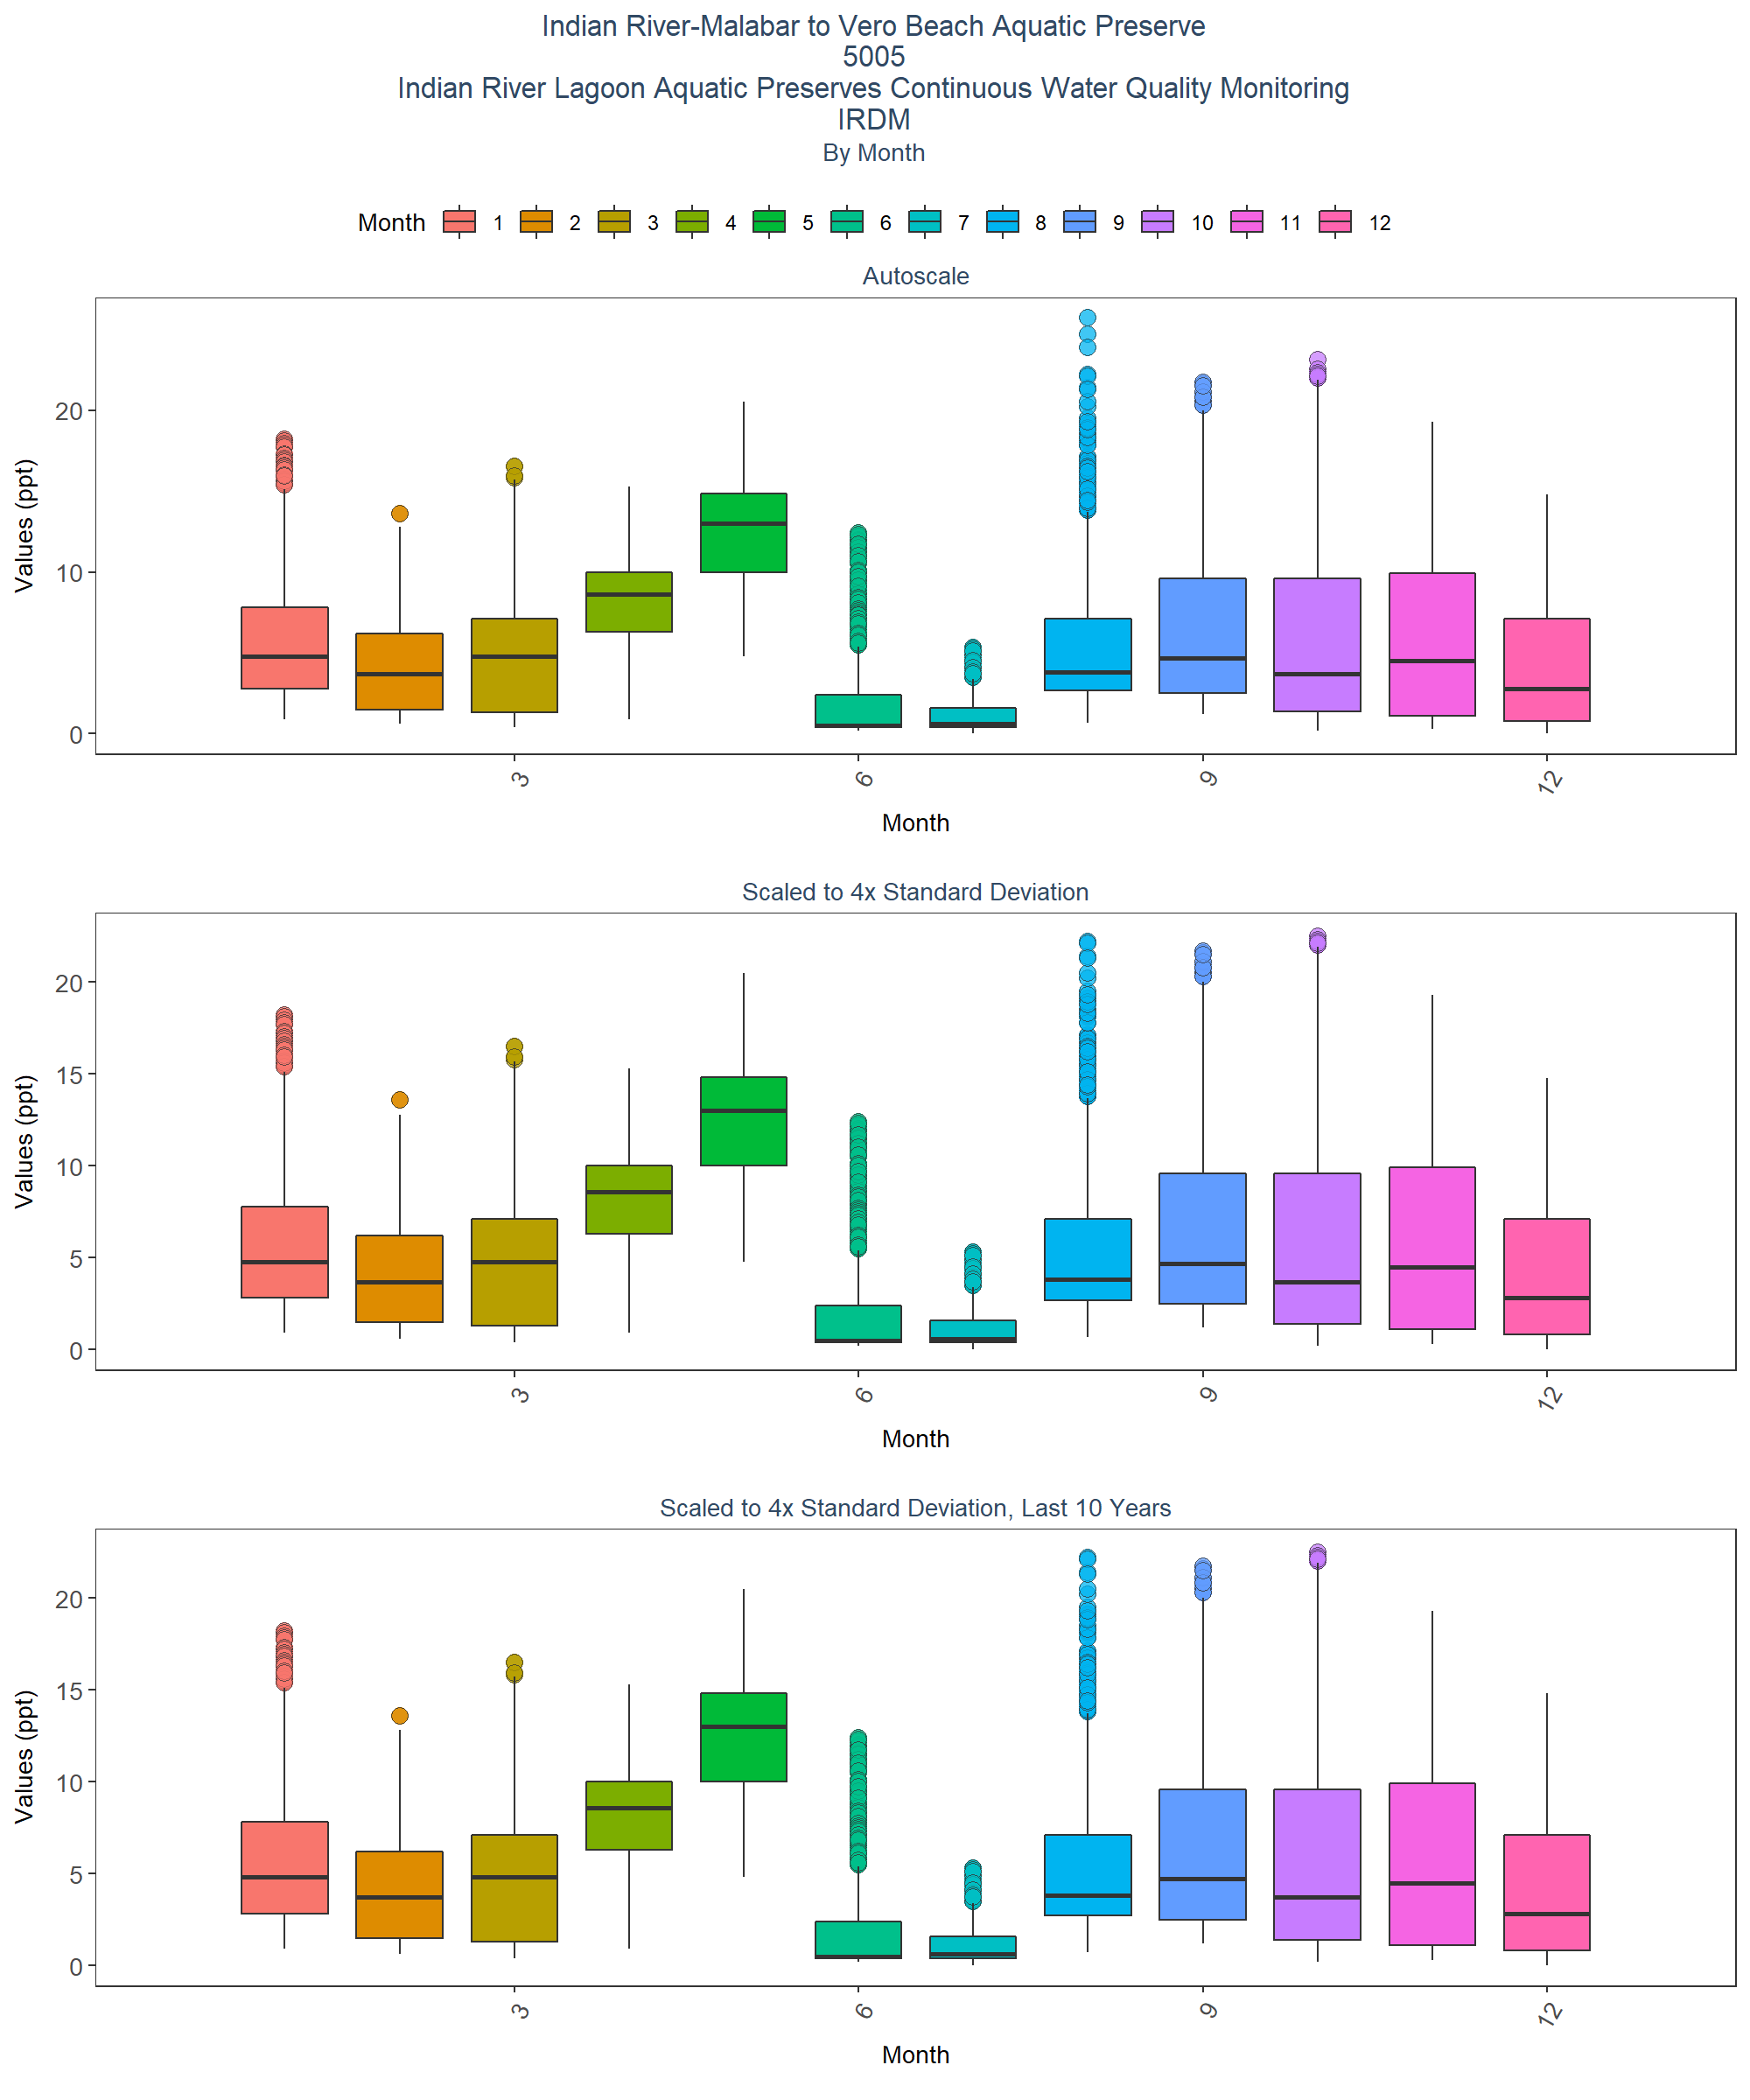 Indian River-Malabar to Vero Beach Aquatic Preserve
5005
Indian River Lagoon Aquatic Preserves Continuous Water Quality Monitoring
IRDM
By Month
Month 1 2 3 4 5 6 7 8 9 10 11 12
Autoscale
Values (ppt)
20
10
0
3 6 9 12
Month
Scaled to 4x Standard Deviation
Values (ppt)
20
15
10
5
0
3 6 9 12
Month
Scaled to 4x Standard Deviation, Last 10 Years
Values (ppt)
20
15
10
5
0
3 6 9 12
Month